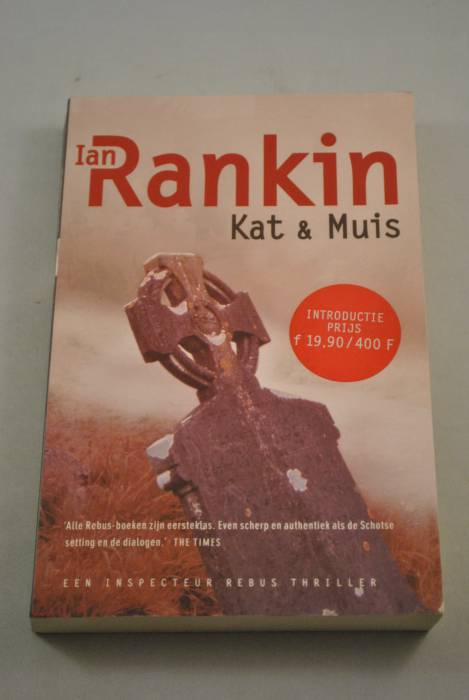 Ian
Rankin
Kat & Muis
INTRODUCTIE
PRIJS
f 19,90/400 F
'Alle Rebus-boeken zijn eersteklas. Even scherp en authentiek als de Schotse
setting en de dialogen.' THE TIMES
EEN INSPECTEUR REBUS THRILLER